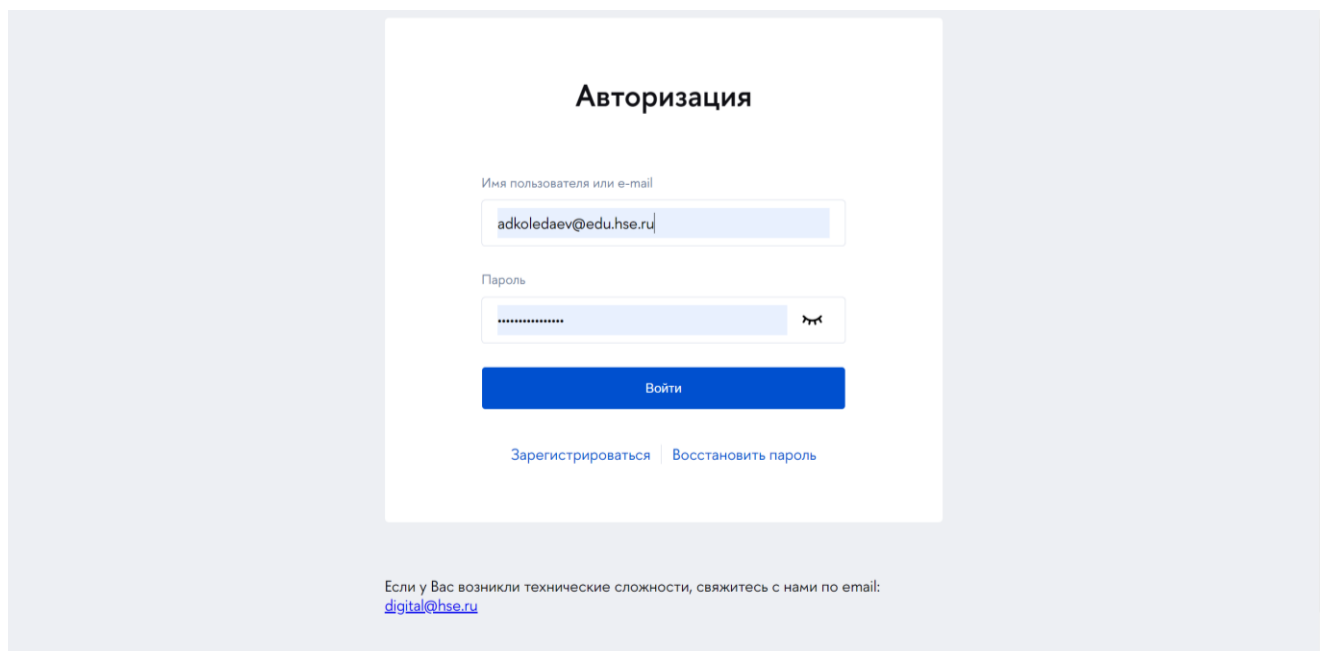 Авторизация
Имя пользователя или e-mail
adkoledaev@edu.hse.ru
Пароль
................
Войти
Зарегистрироваться Восстановить пароль
Если у Вас возникли технические сложности, свяжитесь с нами по email:
digital@hse.ru